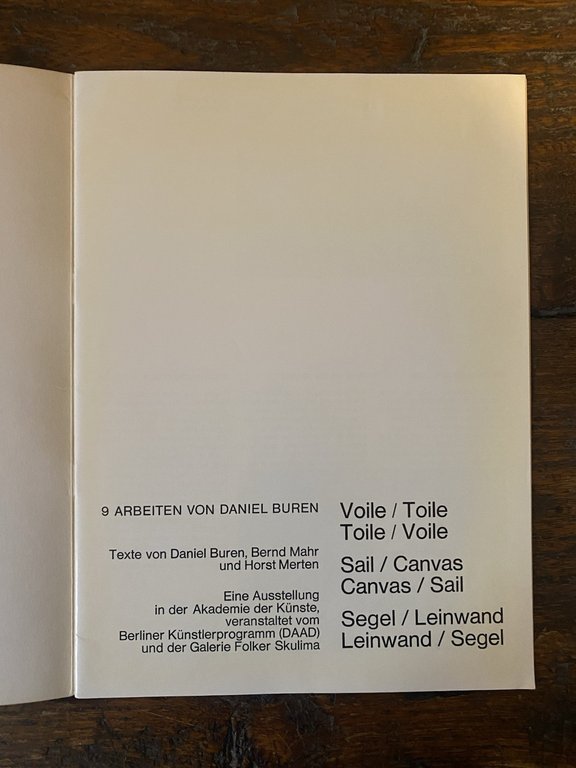 9 ARBEITEN VON DANIEL BUREN
Texte von Daniel Buren, Bernd Mahr
und Horst Merten
Eine Ausstellung
in der Akademie der Künste,
veranstaltet vom
Berliner Künstlerprogramm (DAAD)
und der Galerie Folker Skulima
Voile / Toile
Toile / Voile
Sail / Canvas
Canvas / Sail
Segel / Leinwand
Leinwand / Segel